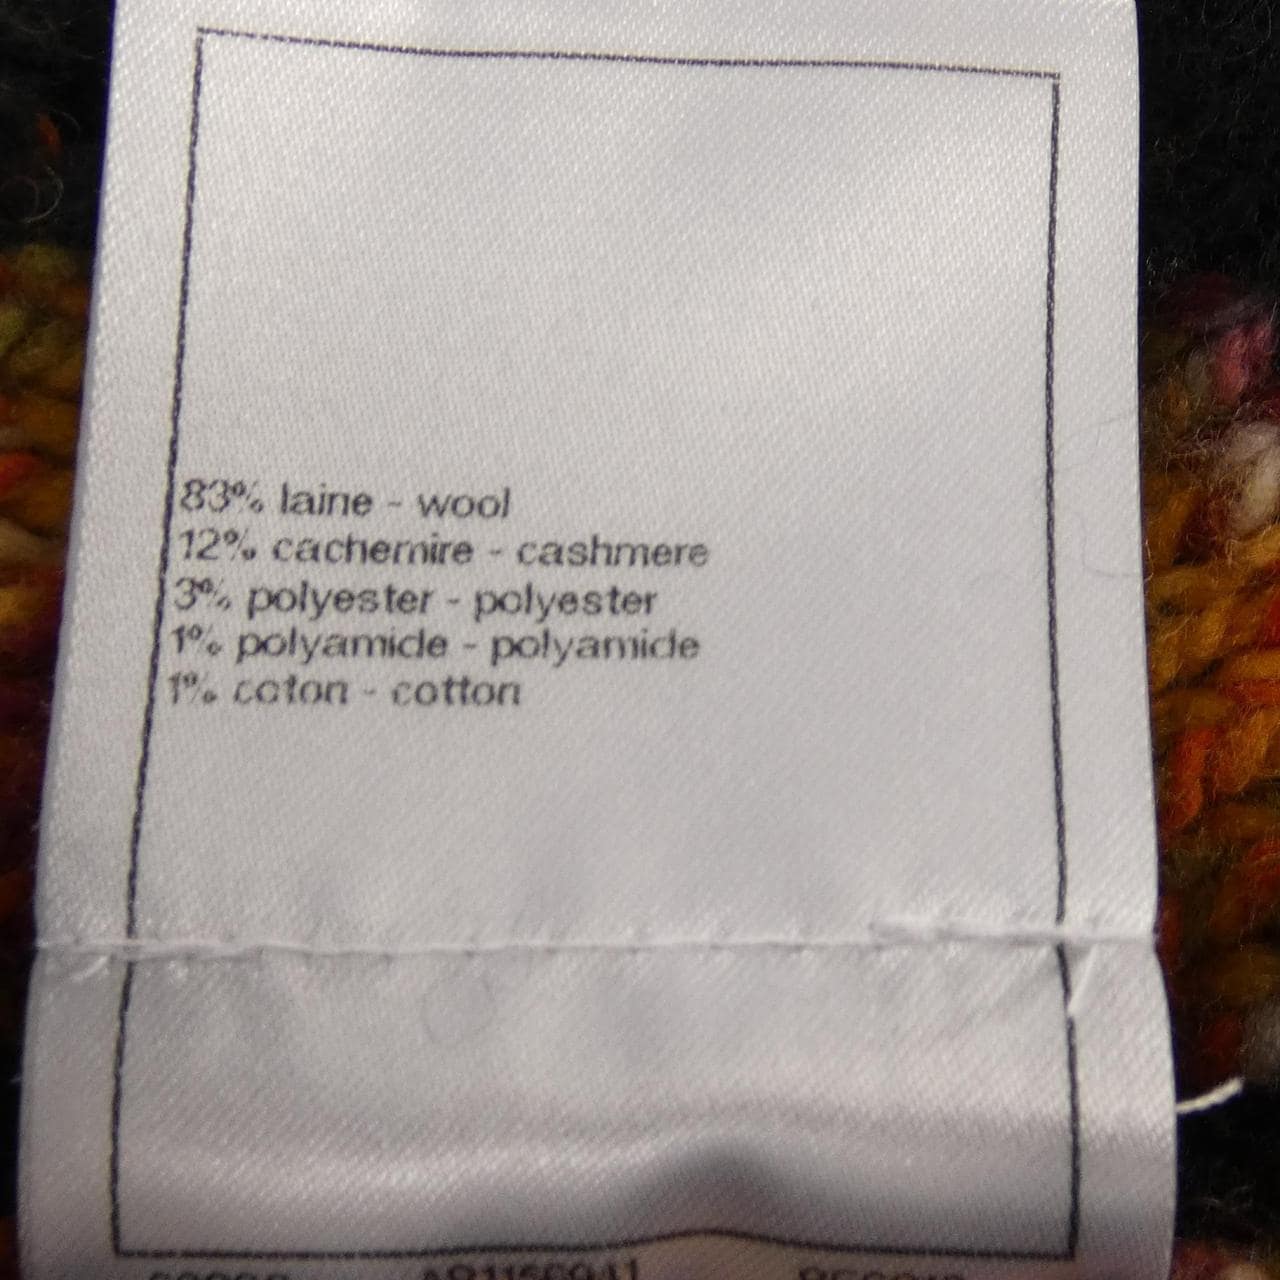 83% laine - wool
12% cachemire - cashmere
3% polyester - polyester
1% polyamide - polyamide
1% coton - cotton